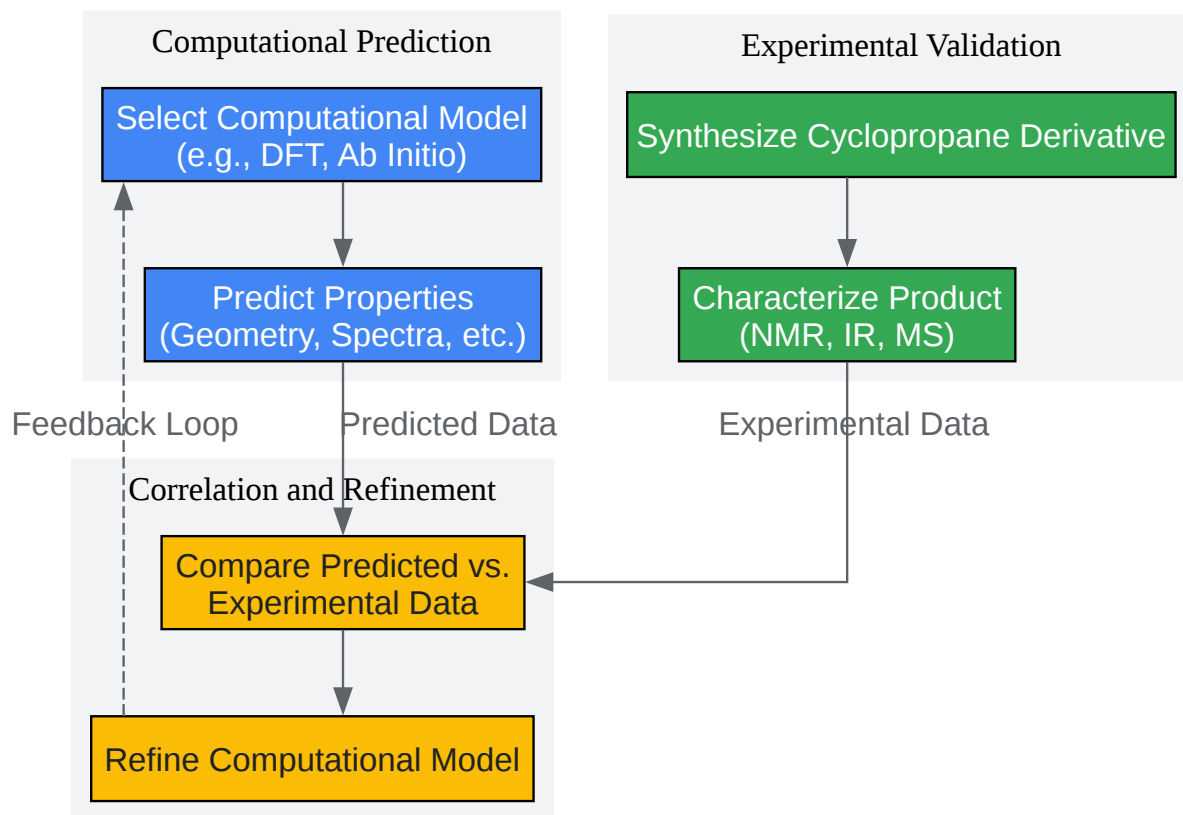 Computational Prediction
Select Computational Model
(e.g., DFT, Ab Initio)
Predict Properties
(Geometry, Spectra, etc.)
Experimental Validation
Synthesize Cyclopropane Derivative
Characterize Product
(NMR, IR, MS)
Feedback Loop
Predicted Data
Experimental Data
Correlation and Refinement
Compare Predicted vs.
Experimental Data
Refine Computational Model